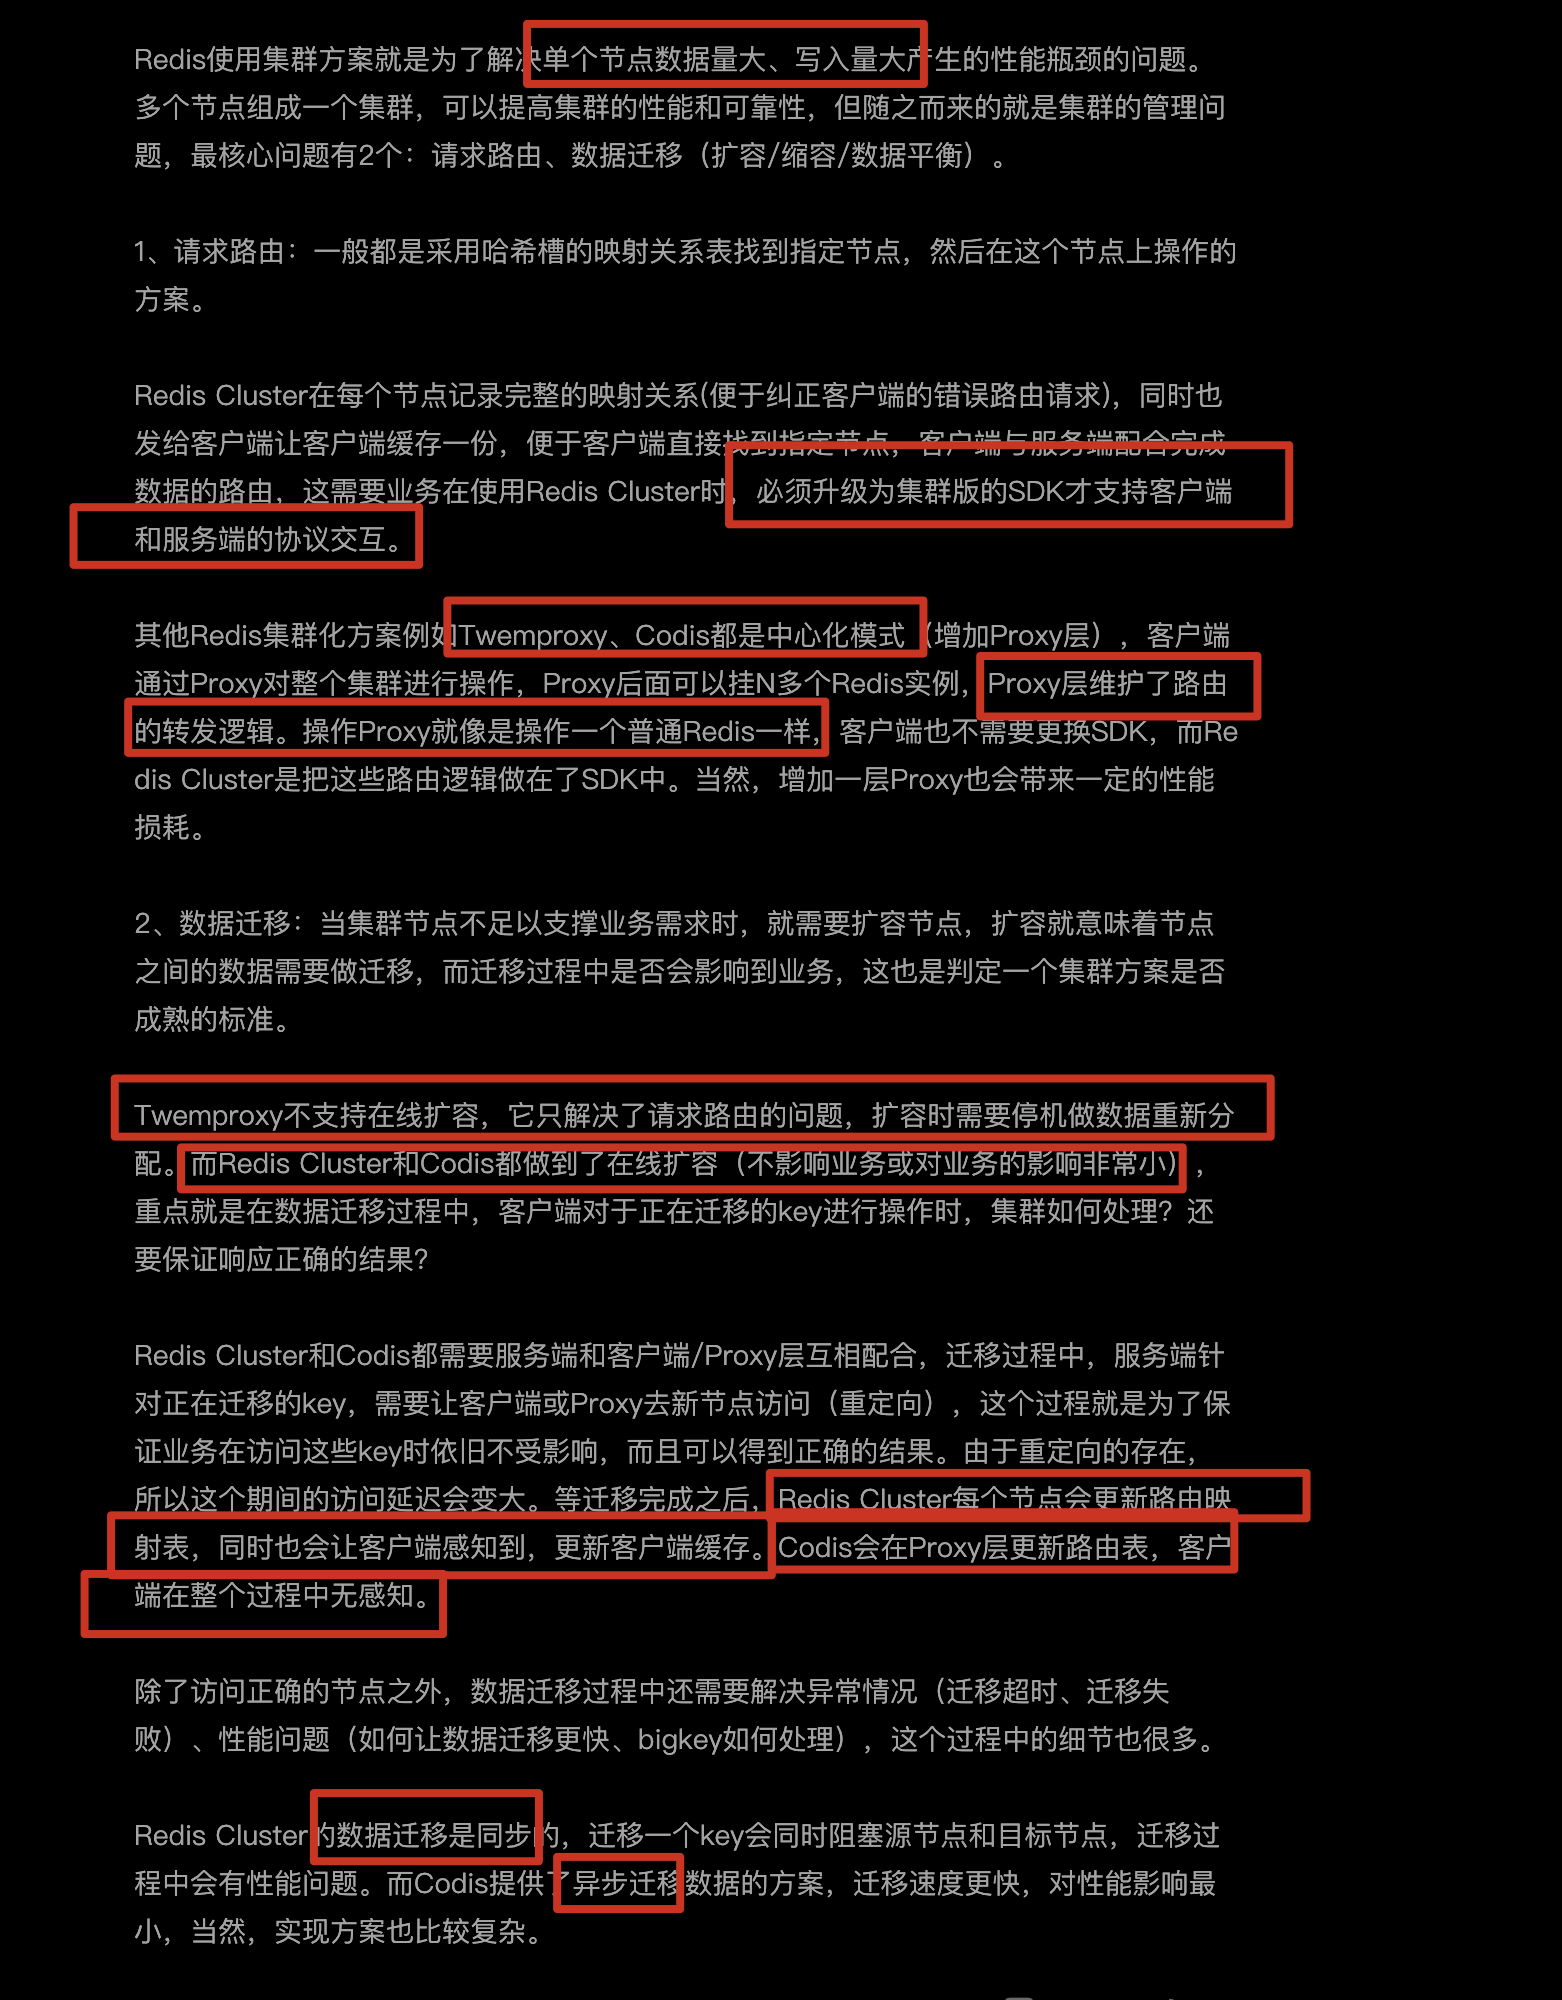 Redis使用集群方案就是为了解决单个节点数据量大、写入量大产生的性能瓶颈的问题。
多个节点组成一个集群，可以提高集群的性能和可靠性，但随之而来的就是集群的管理问
题，最核心问题有2个：请求路由、数据迁移（扩容/缩容/数据平衡）。
1、请求路由：一般都是采用哈希槽的映射关系表找到指定节点，然后在这个节点上操作的
方案。
Redis Cluster在每个节点记录完整的映射关系(便于纠正客户端的错误路由请求)，同时也
发给客户端让客户端缓存一份，便于客户端直接找到指定节点，客户端与服务端配合完成
数据的路由，这需要业务在使用Redis Cluster时，必须升级为集群版的SDK才支持客户端
和服务端的协议交互。
其他Redis集群化方案例如Twemproxy、Codis都是中心化模式（增加Proxy层），客户端
通过Proxy对整个集群进行操作，Proxy后面可以挂N多个Redis实例，Proxy层维护了路由
的转发逻辑。操作Proxy就像是操作一个普通Redis一样，客户端也不需要更换SDK，而Re
dis Cluster是把这些路由逻辑做在了SDK中。当然，增加一层Proxy也会带来一定的性能
损耗。
2、数据迁移：当集群节点不足以支撑业务需求时，就需要扩容节点，扩容就意味着节点
之间的数据需要做迁移，而迁移过程中是否会影响到业务，这也是判定一个集群方案是否
成熟的标准。
Twemproxy不支持在线扩容，它只解决了请求路由的问题，扩容时需要停机做数据重新分
配。而Redis Cluster和Codis都做到了在线扩容（不影响业务或对业务的影响非常小），
重点就是在数据迁移过程中，客户端对于正在迁移的key进行操作时，集群如何处理？还
要保证响应正确的结果？
Redis Cluster和Codis都需要服务端和客户端/Proxy层互相配合，迁移过程中，服务端针
对正在迁移的key，需要让客户端或Proxy去新节点访问（重定向），这个过程就是为了保
证业务在访问这些key时依旧不受影响，而且可以得到正确的结果。由于重定向的存在，
所以这个期间的访问延迟会变大。等迁移完成之后，Redis Cluster每个节点会更新路由映
射表，同时也会让客户端感知到，更新客户端缓存。Codis会在Proxy层更新路由表，客户
端在整个过程中无感知。
除了访问正确的节点之外，数据迁移过程中还需要解决异常情况（迁移超时、迁移失
败）、性能问题（如何让数据迁移更快、bigkey如何处理），这个过程中的细节也很多。
Redis Cluster的数据迁移是同步的，迁移一个key会同时阻塞源节点和目标节点，迁移过
程中会有性能问题。而Codis提供了异步迁移数据的方案，迁移速度更快，对性能影响最
小，当然，实现方案也比较复杂。